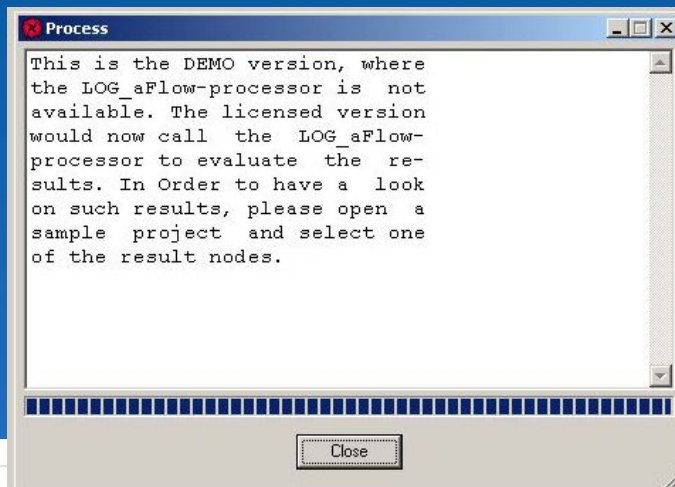 Process
This is the DEMO version, where
the LOG_aFlow-processor is not
available. The licensed version
would now call the LOG_aFlow-
processor to evaluate the re-
sults. In Order to have a look
on such results, please open a
sample project and select one
of the result nodes.
Close